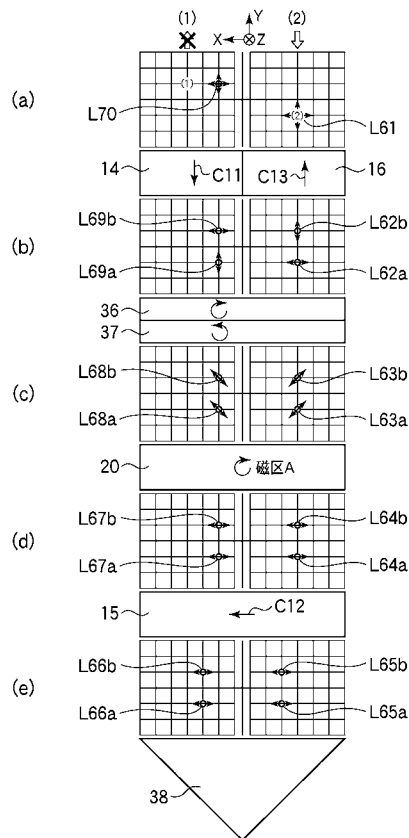 (1) (2)
Y
X Z
(a)
(1)
(2)
L70
L61
14
C11
C13
16
(b)
L69b
L62b
L69a
L62a
36
37
(c)
L68b
L63b
L68a
L63a
20
磁区A
(d)
L67b
L64b
L67a
L64a
15
C12
(e)
L66b
L65b
L66a
L65a
38